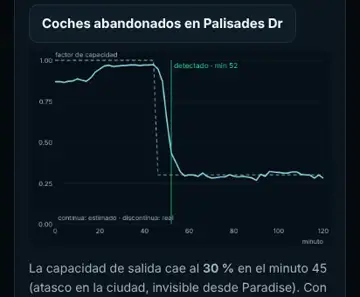 Coches abandonados en Palisades Dr
factor de capacidad
1.00
detectado · min 52
0.75
0.50
0.25
continua: estimado · discontinua: real
0.00
0 20 40 60 80 100 120
minuto
La capacidad de salida cae al 30 % en el minuto 45
(atasco en la ciudad, invisible desde Paradise). Con